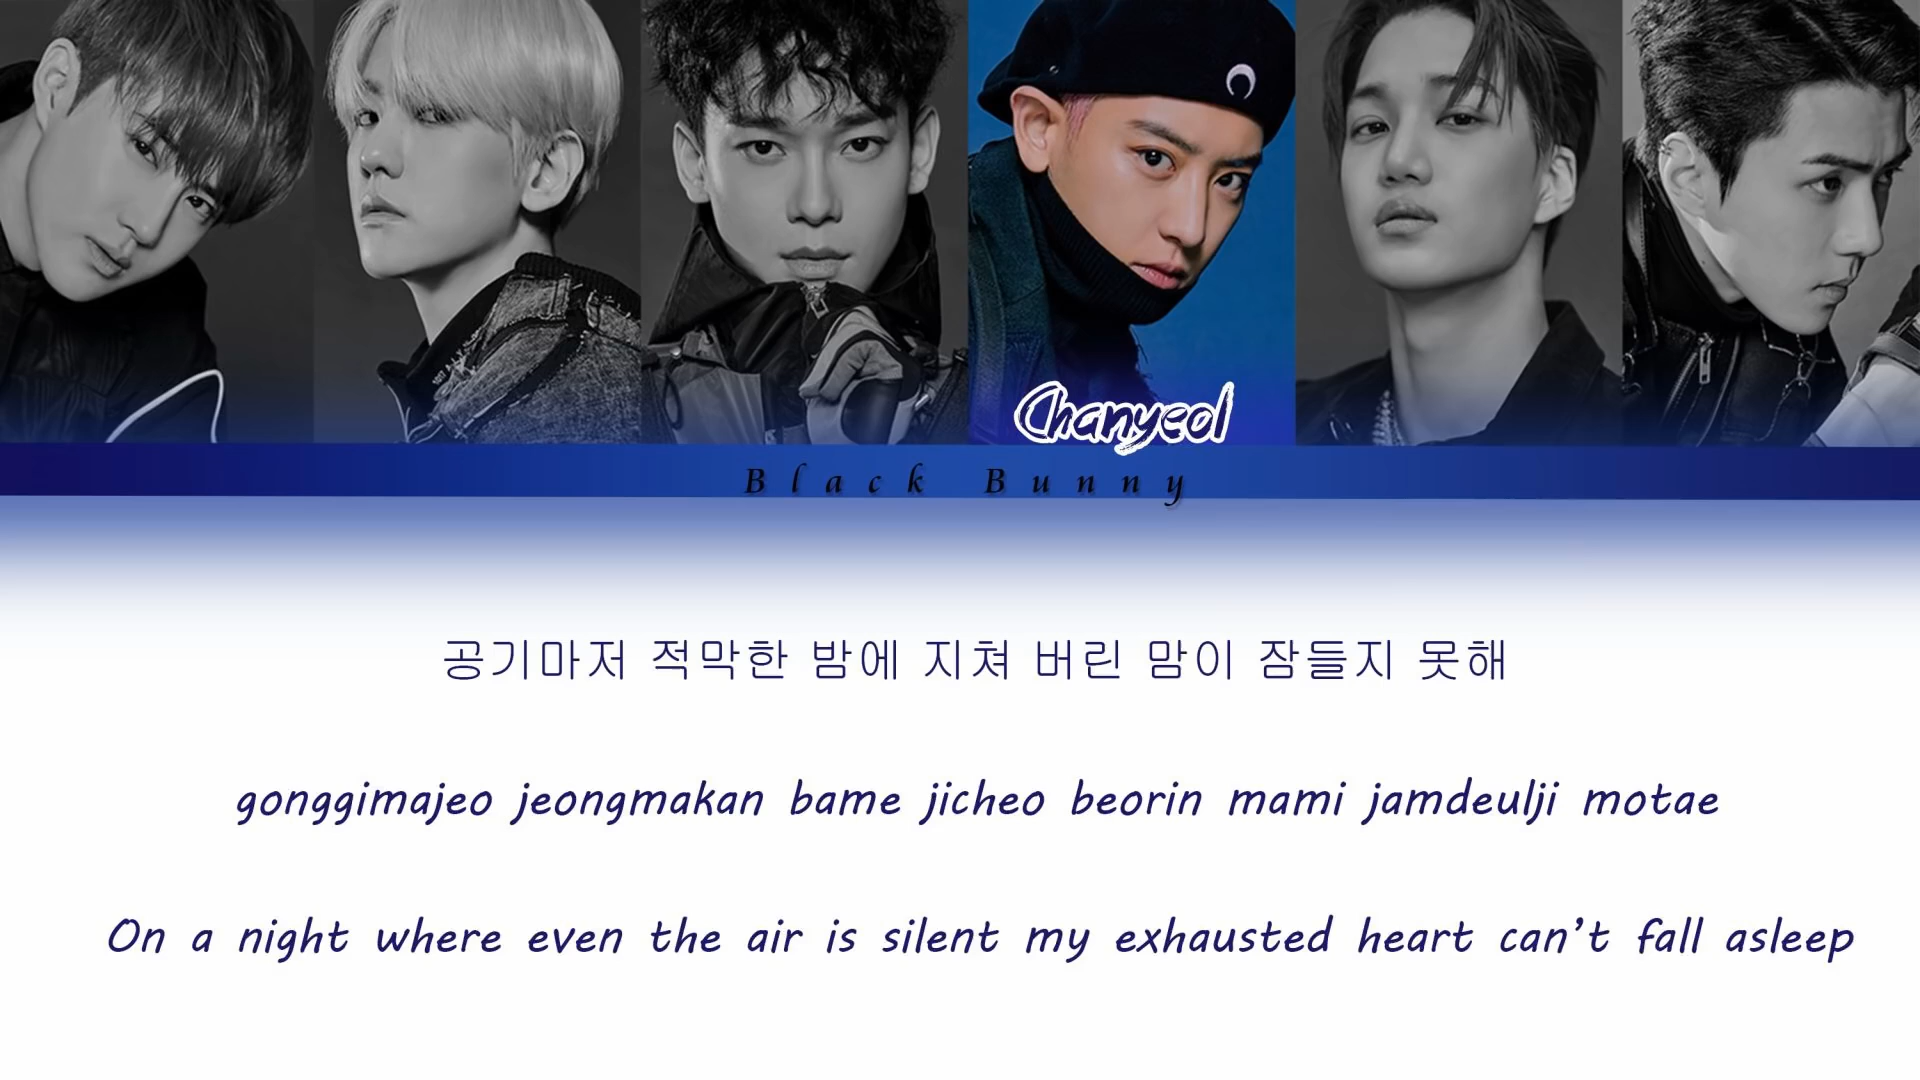 Chanyeol
Black Bunny
공기마저 적막한 밤에 지쳐 버린 맘이 잠들지 못해
gonggimajeo jeongmakan bame jicheo beorin mami jamdeulji motae
On a night where even the air is silent my exhausted heart can’t fall asleep